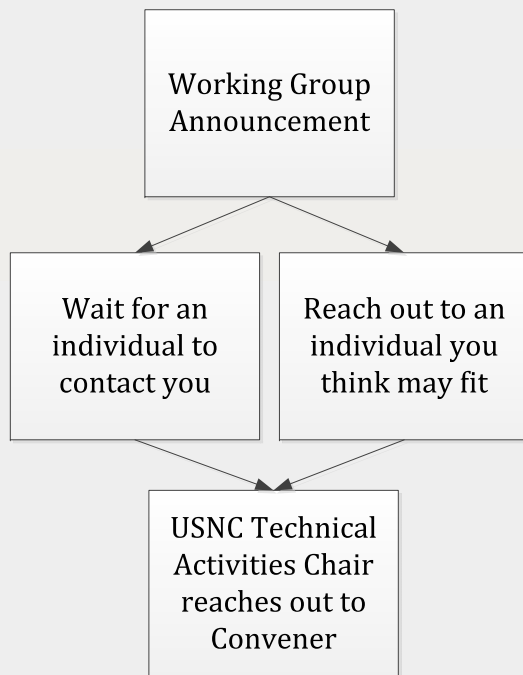 Working Group
Announcement
Wait for an
individual to
contact you
Reach out to an
individual you
think may fit
USNC Technical
Activities Chair
reaches out to
Convener